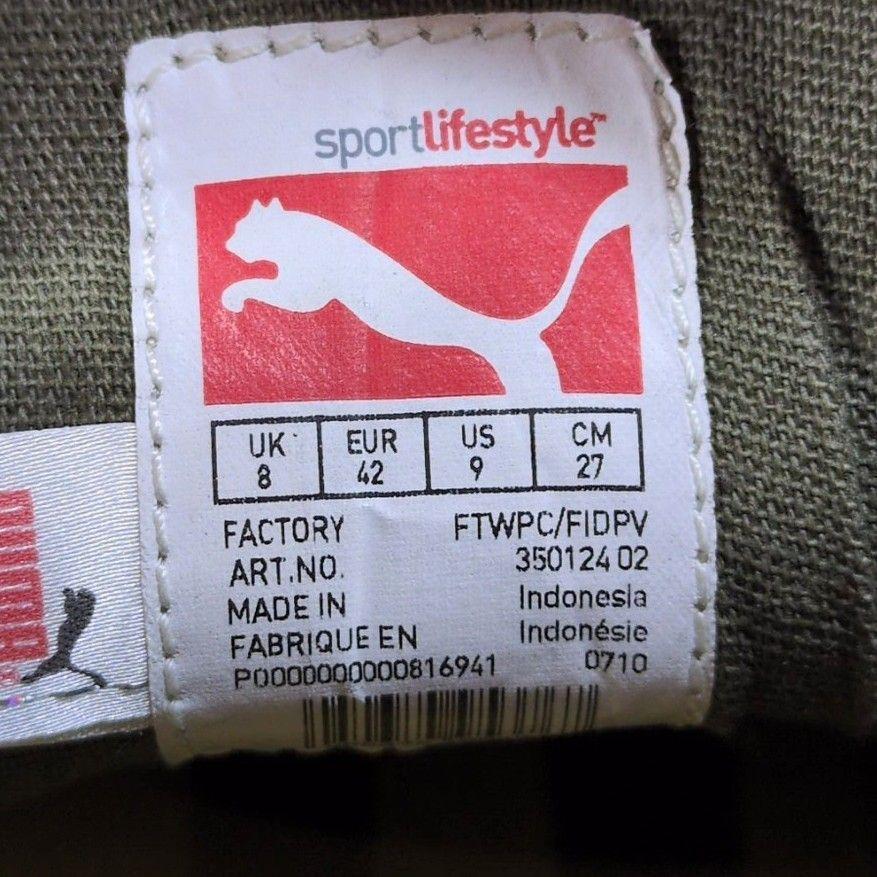 sportlifestyle™
UK EUR US CM
8 42 9 27
FACTORY FTWPC/FIDPV
ART.NO. 350124 02
MADE IN Indonesia
FABRIQUE EN Indonésie
P0000000000816941 0710